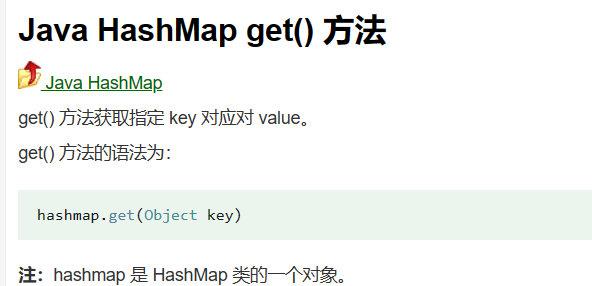 Java HashMap get() 方法
Java HashMap
get() 方法获取指定 key 对应对 value。
get() 方法的语法为：
hashmap.get(Object key)
注：hashmap 是 HashMap 类的一个对象。